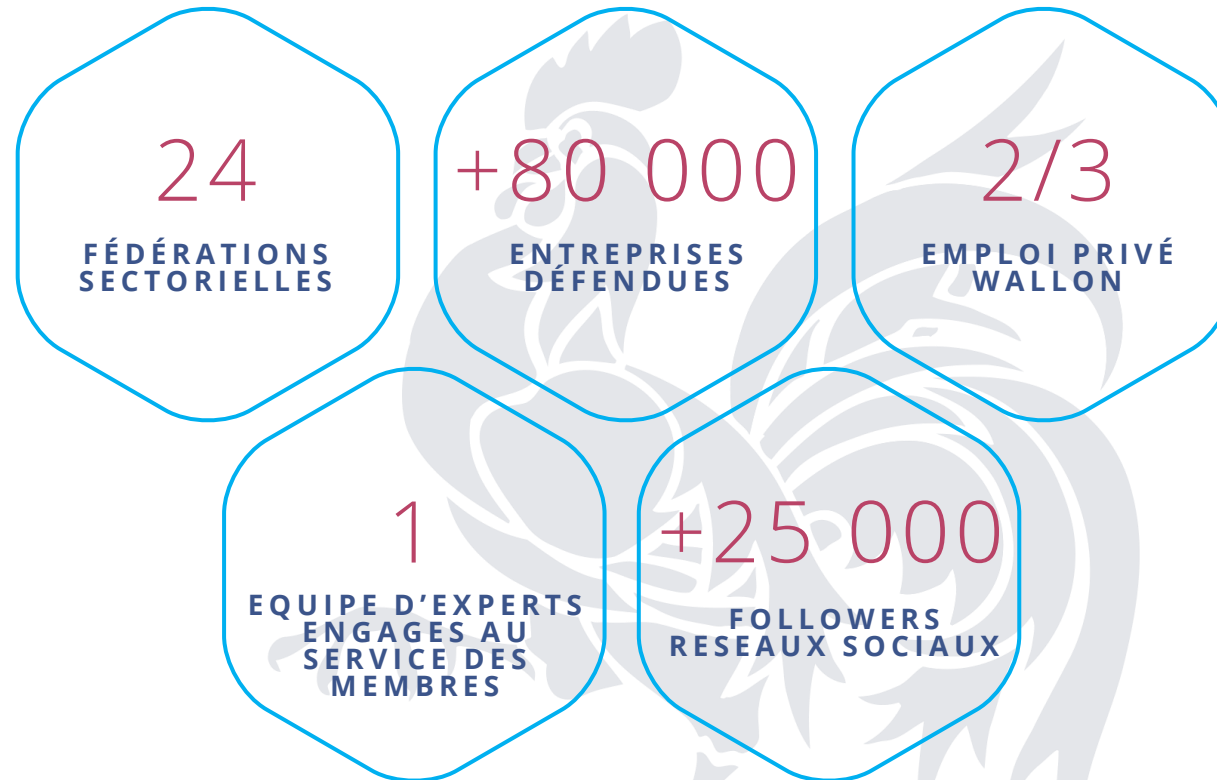 24
FÉDÉRATIONS
SECTORIELLES
+80 000
ENTREPRISES
DÉFENDUES
2/3
EMPLOI PRIVÉ
WALLON
1
EQUIPE D’EXPERTS
ENGAGES AU
SERVICE DES
MEMBRES
+25 000
FOLLOWERS
RESEAUX SOCIAUX